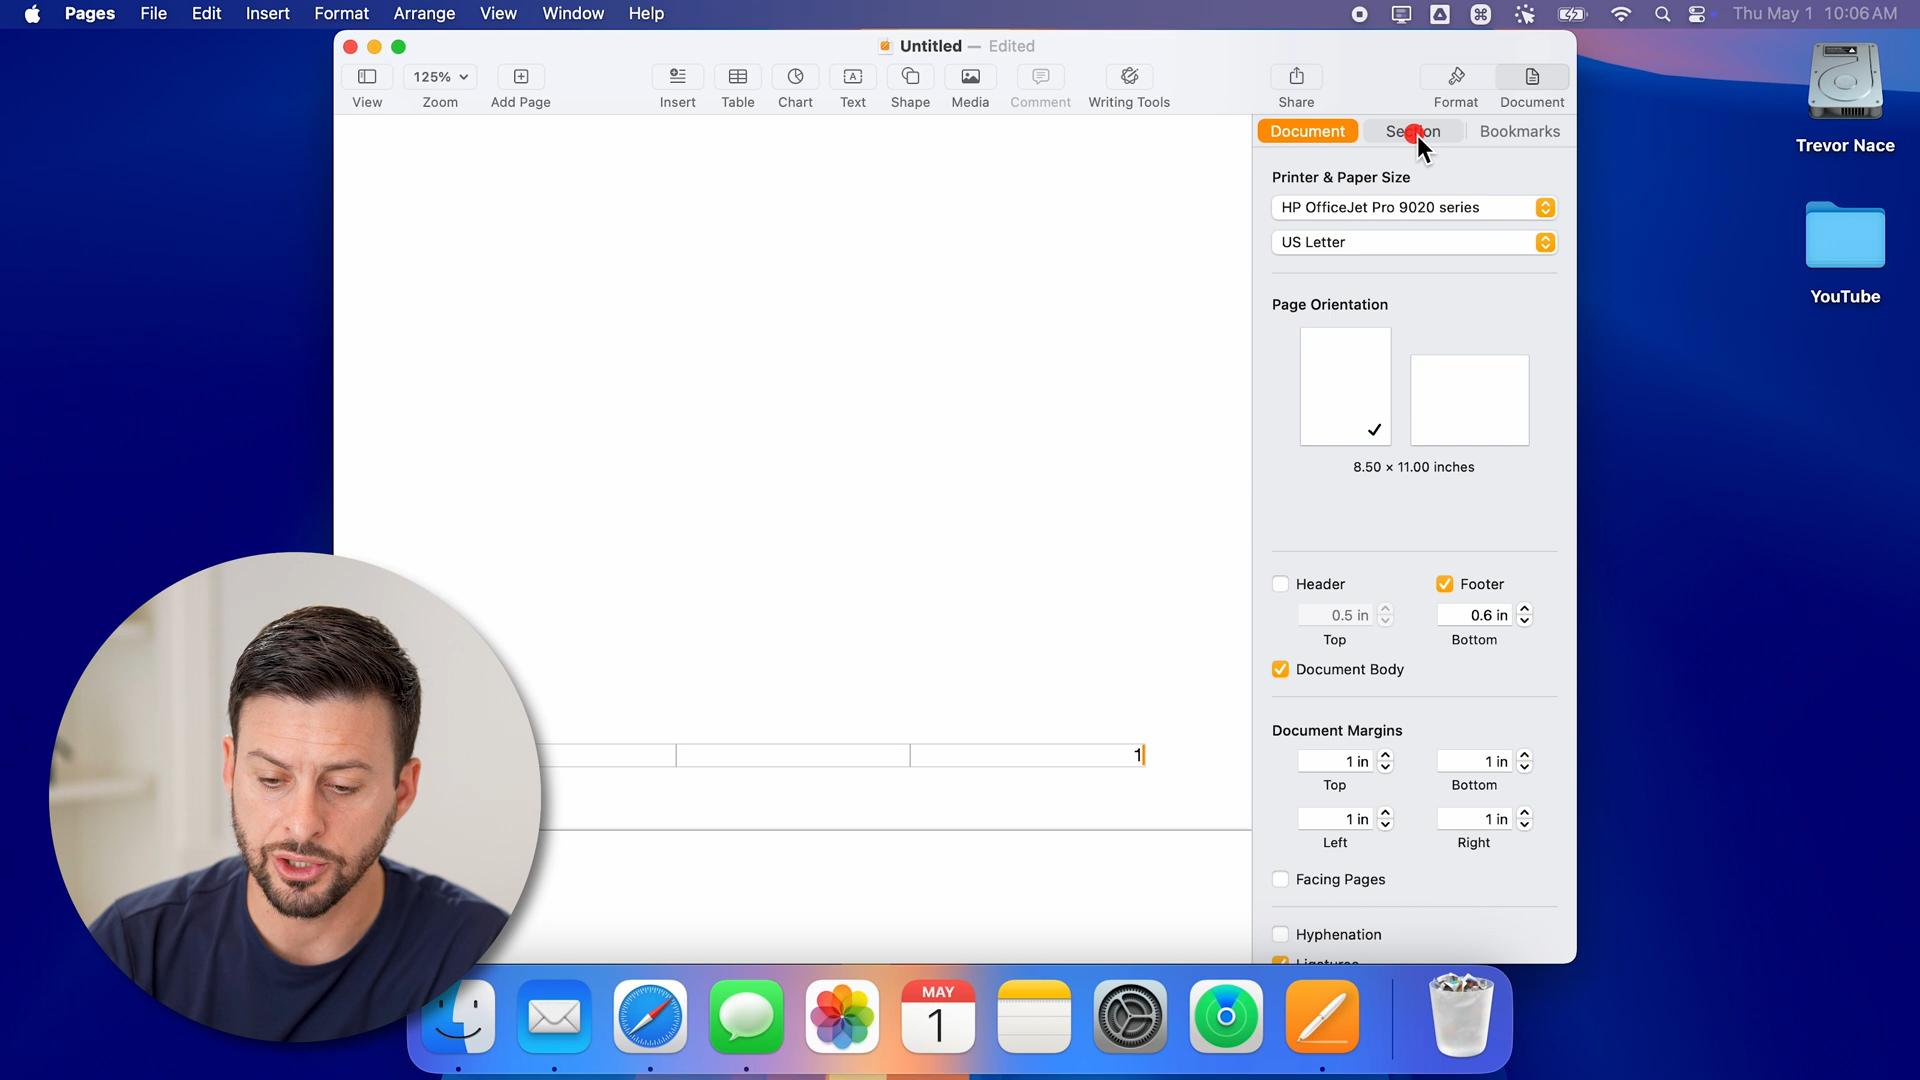 Pages File Edit Insert Format Arrange View Window Help Thu May 1 10:06 AM
Untitled — Edited
125%
View Zoom Add Page Insert Table Chart Text Shape Media Comment Writing Tools Share Format Document
Document Bookmarks
Printer & Paper Size
HP OfficeJet Pro 9020 series
US Letter
Page Orientation
8.50 × 11.00 inches
Header Footer
0.5 in 0.6 in
Top Bottom
Document Body
Document Margins
1 in 1 in
Top Bottom
1 in 1 in
Left Right
Facing Pages
Hyphenation
1
Trevor Nace
YouTube
MAY
1